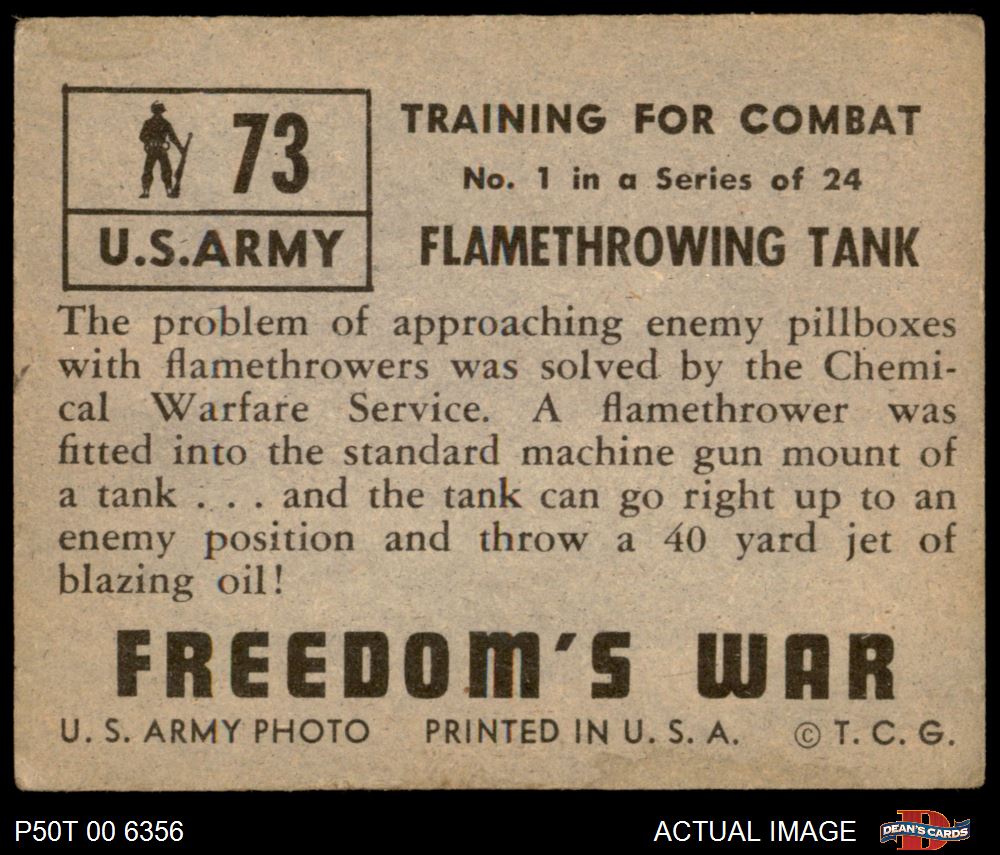 73
U.S.ARMY
TRAINING FOR COMBAT
No. 1 in a Series of 24
FLAMETHROWING TANK
The problem of approaching enemy pillboxes
with flamethrowers was solved by the Chemi-
cal Warfare Service. A flamethrower was
fitted into the standard machine gun mount of
a tank . . . and the tank can go right up to an
enemy position and throw a 40 yard jet of
blazing oil!
FREEDOM'S WAR
U. S. ARMY PHOTO PRINTED IN U. S. A. © T. C. G.
P50T 00 6356 ACTUAL IMAGE
D
DEAN'S CARDS